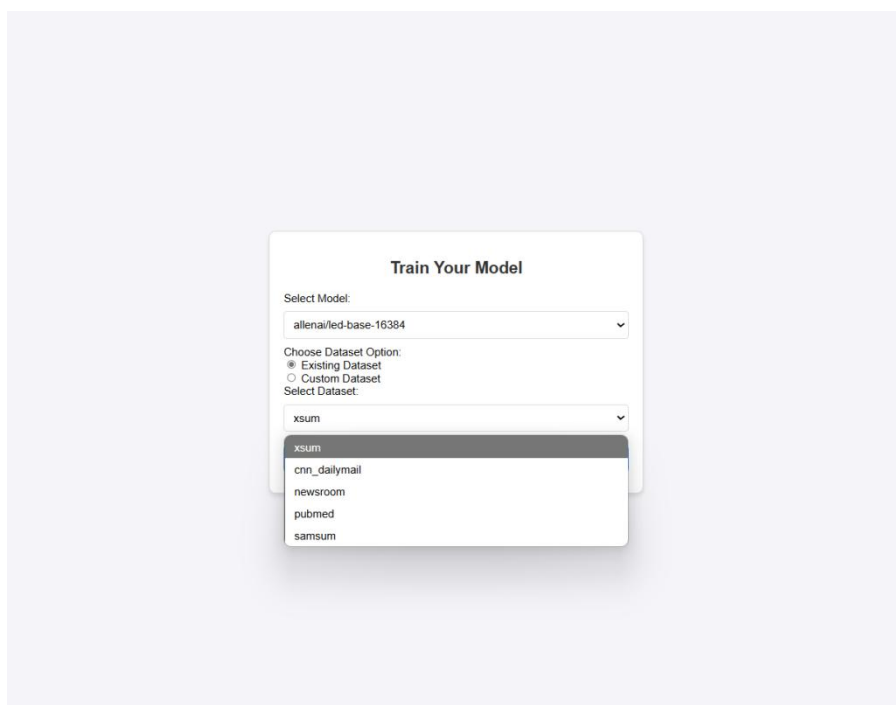 Train Your Model
Select Model:
allenai/led-base-16384
Choose Dataset Option:
Existing Dataset
Custom Dataset
Select Dataset:
xsum
xsum
cnn_dailymail
newsroom
pubmed
samsum